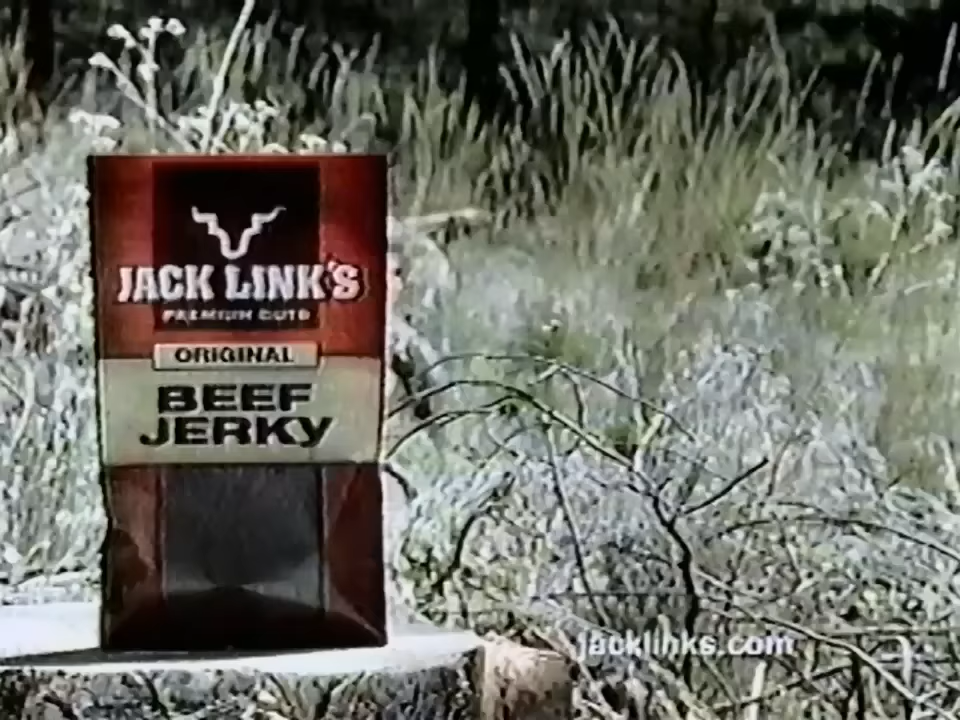 JACK LINK'S
PREMIUM CUTS
ORIGINAL
BEEF
JERKY
jacklinks.com